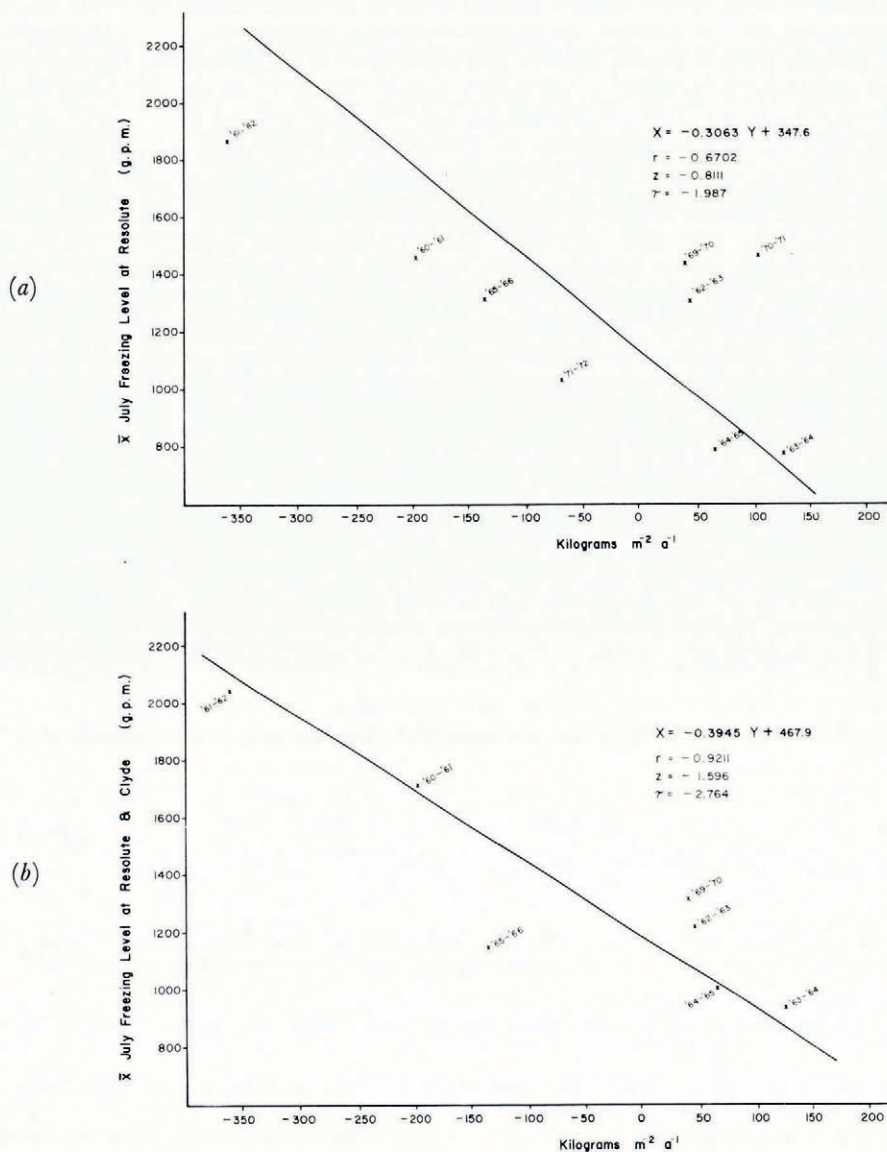 (a)
X̄ July Freezing Level at Resolute (g.p.m.)
2200
2000
1800
1600
1400
1200
1000
800
'61-'62
'60-'61
'65-'66
'71-'72
'69-'70
'70-'71
'62-'63
'64-'65
'63-'64
X = -0.3063 Y + 347.6
r = -0.6702
z = -0.8111
τ = -1.987
-350 -300 -250 -200 -150 -100 -50 0 50 100 150 200
Kilograms m⁻² a⁻¹
(b)
X̄ July Freezing Level at Resolute & Clyde (g.p.m.)
2200
2000
1800
1600
1400
1200
1000
800
'61-'62
'60-'61
'65-'66
'69-'70
'62-'63
'64-'65
'63-'64
X = -0.3945 Y + 467.9
r = -0.9211
z = -1.596
τ = -2.764
-350 -300 -250 -200 -150 -100 -50 0 50 100 150 200
Kilograms m⁻² a⁻¹